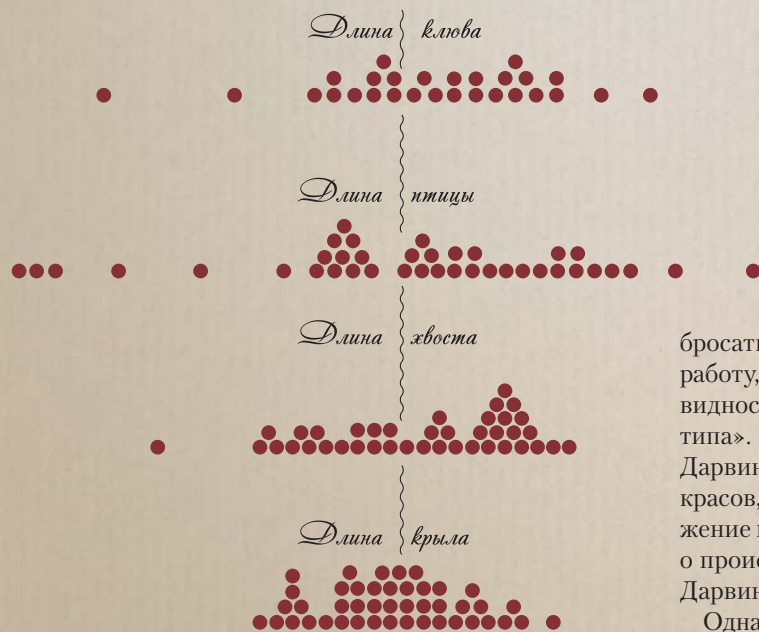 Длина клюва
Длина птицы
Длина хвоста
Длина крыла
бросать
работу,
видност
типа».
Дарвин
красов,
жение
о проис
Дарвин
Одна